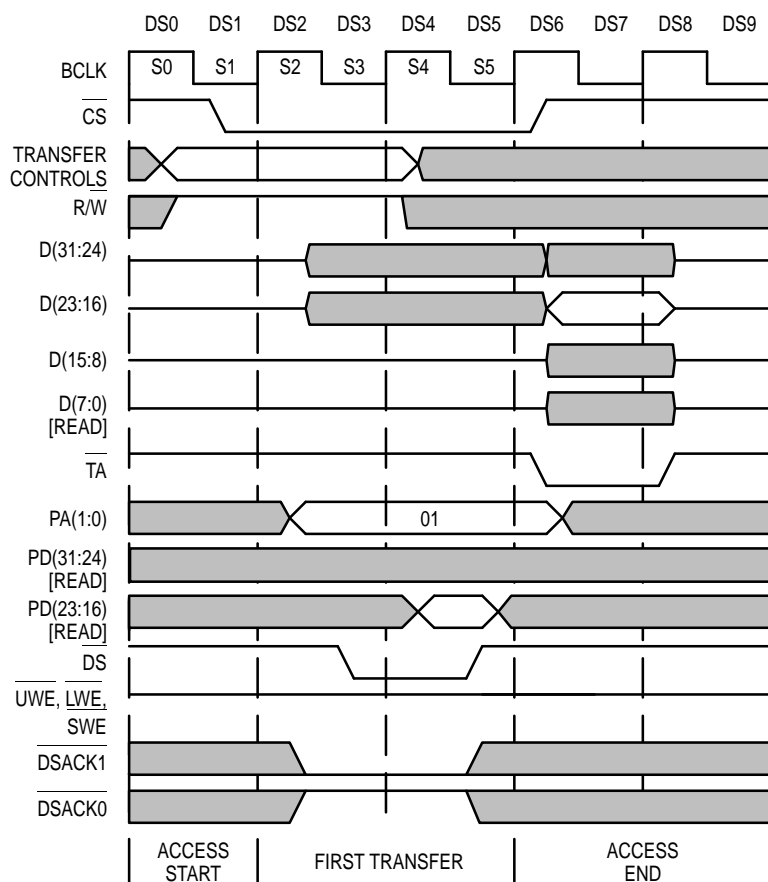 DS0 DS1 DS2 DS3 DS4 DS5 DS6 DS7 DS8 DS9
BCLK S0 S1 S2 S3 S4 S5
CS
TRANSFER
CONTROLS
R/W
D(31:24)
D(23:16)
D(15:8)
D(7:0)
[READ]
TA
PA(1:0) 01
PD(31:24)
[READ]
PD(23:16)
[READ]
DS
UWE, LWE,
SWE
DSACK1
DSACK0
ACCESS
START
FIRST TRANSFER
ACCESS
END